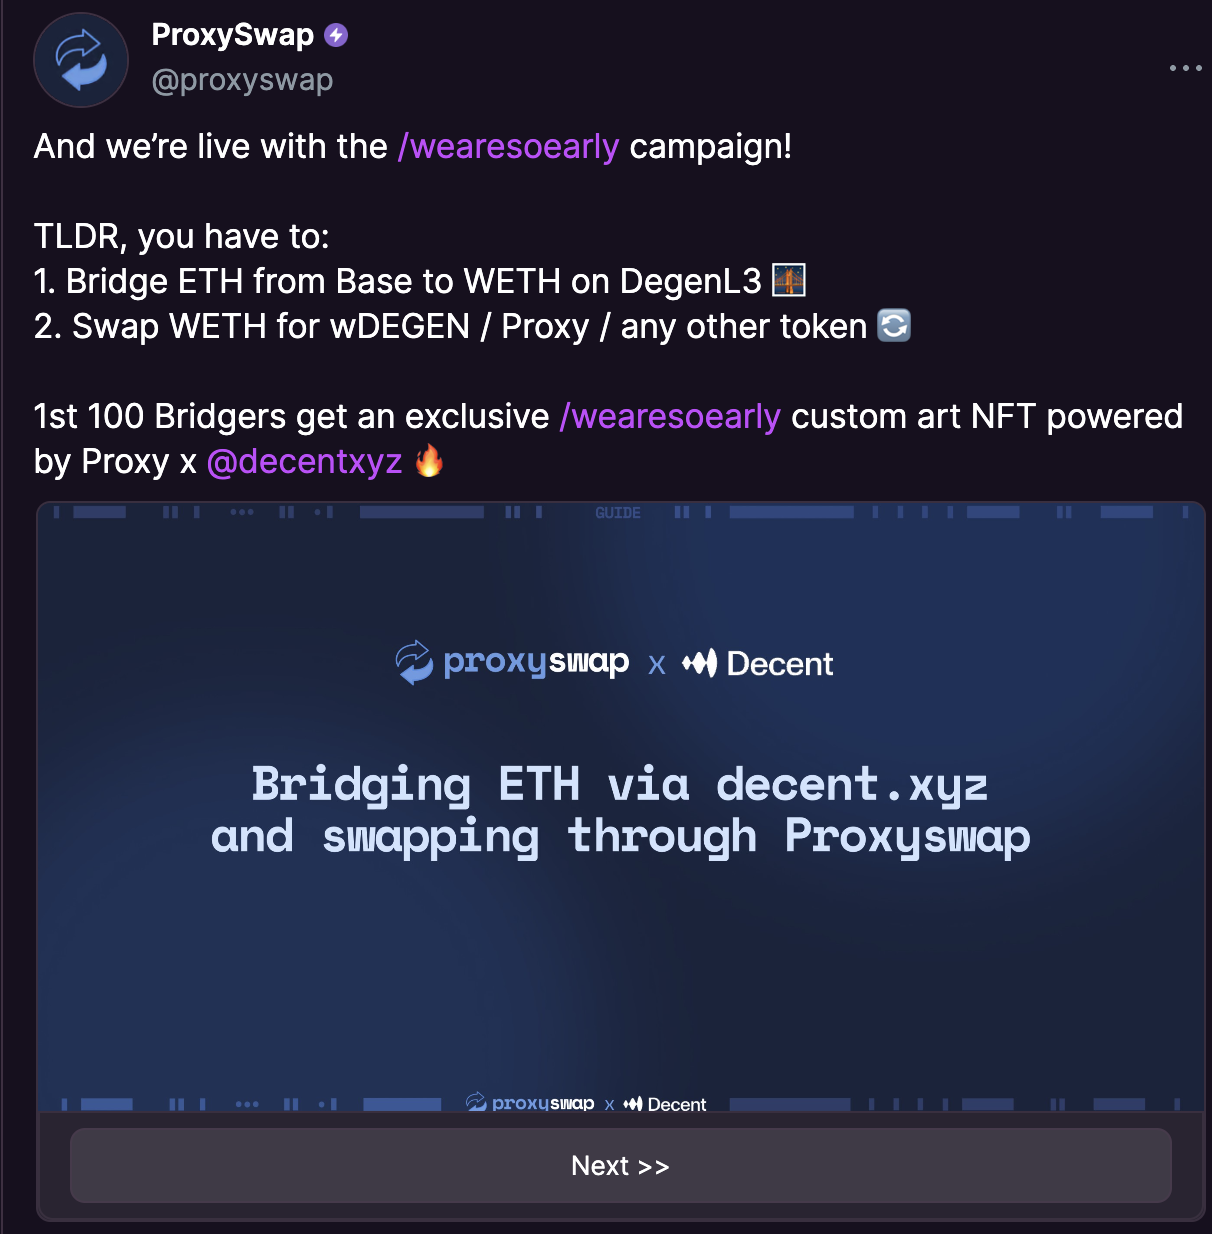 ProxySwap
@proxyswap
And we’re live with the /wearesoearly campaign!
TLDR, you have to:
1. Bridge ETH from Base to WETH on DegenL3 🌉
2. Swap WETH for wDEGEN / Proxy / any other token 🔄
1st 100 Bridgers get an exclusive /wearesoearly custom art NFT powered
by Proxy x @decentxyz 🔥
GUIDE
proxyswap x Decent
Bridging ETH via decent.xyz
and swapping through Proxyswap
proxyswap x Decent
Next >>